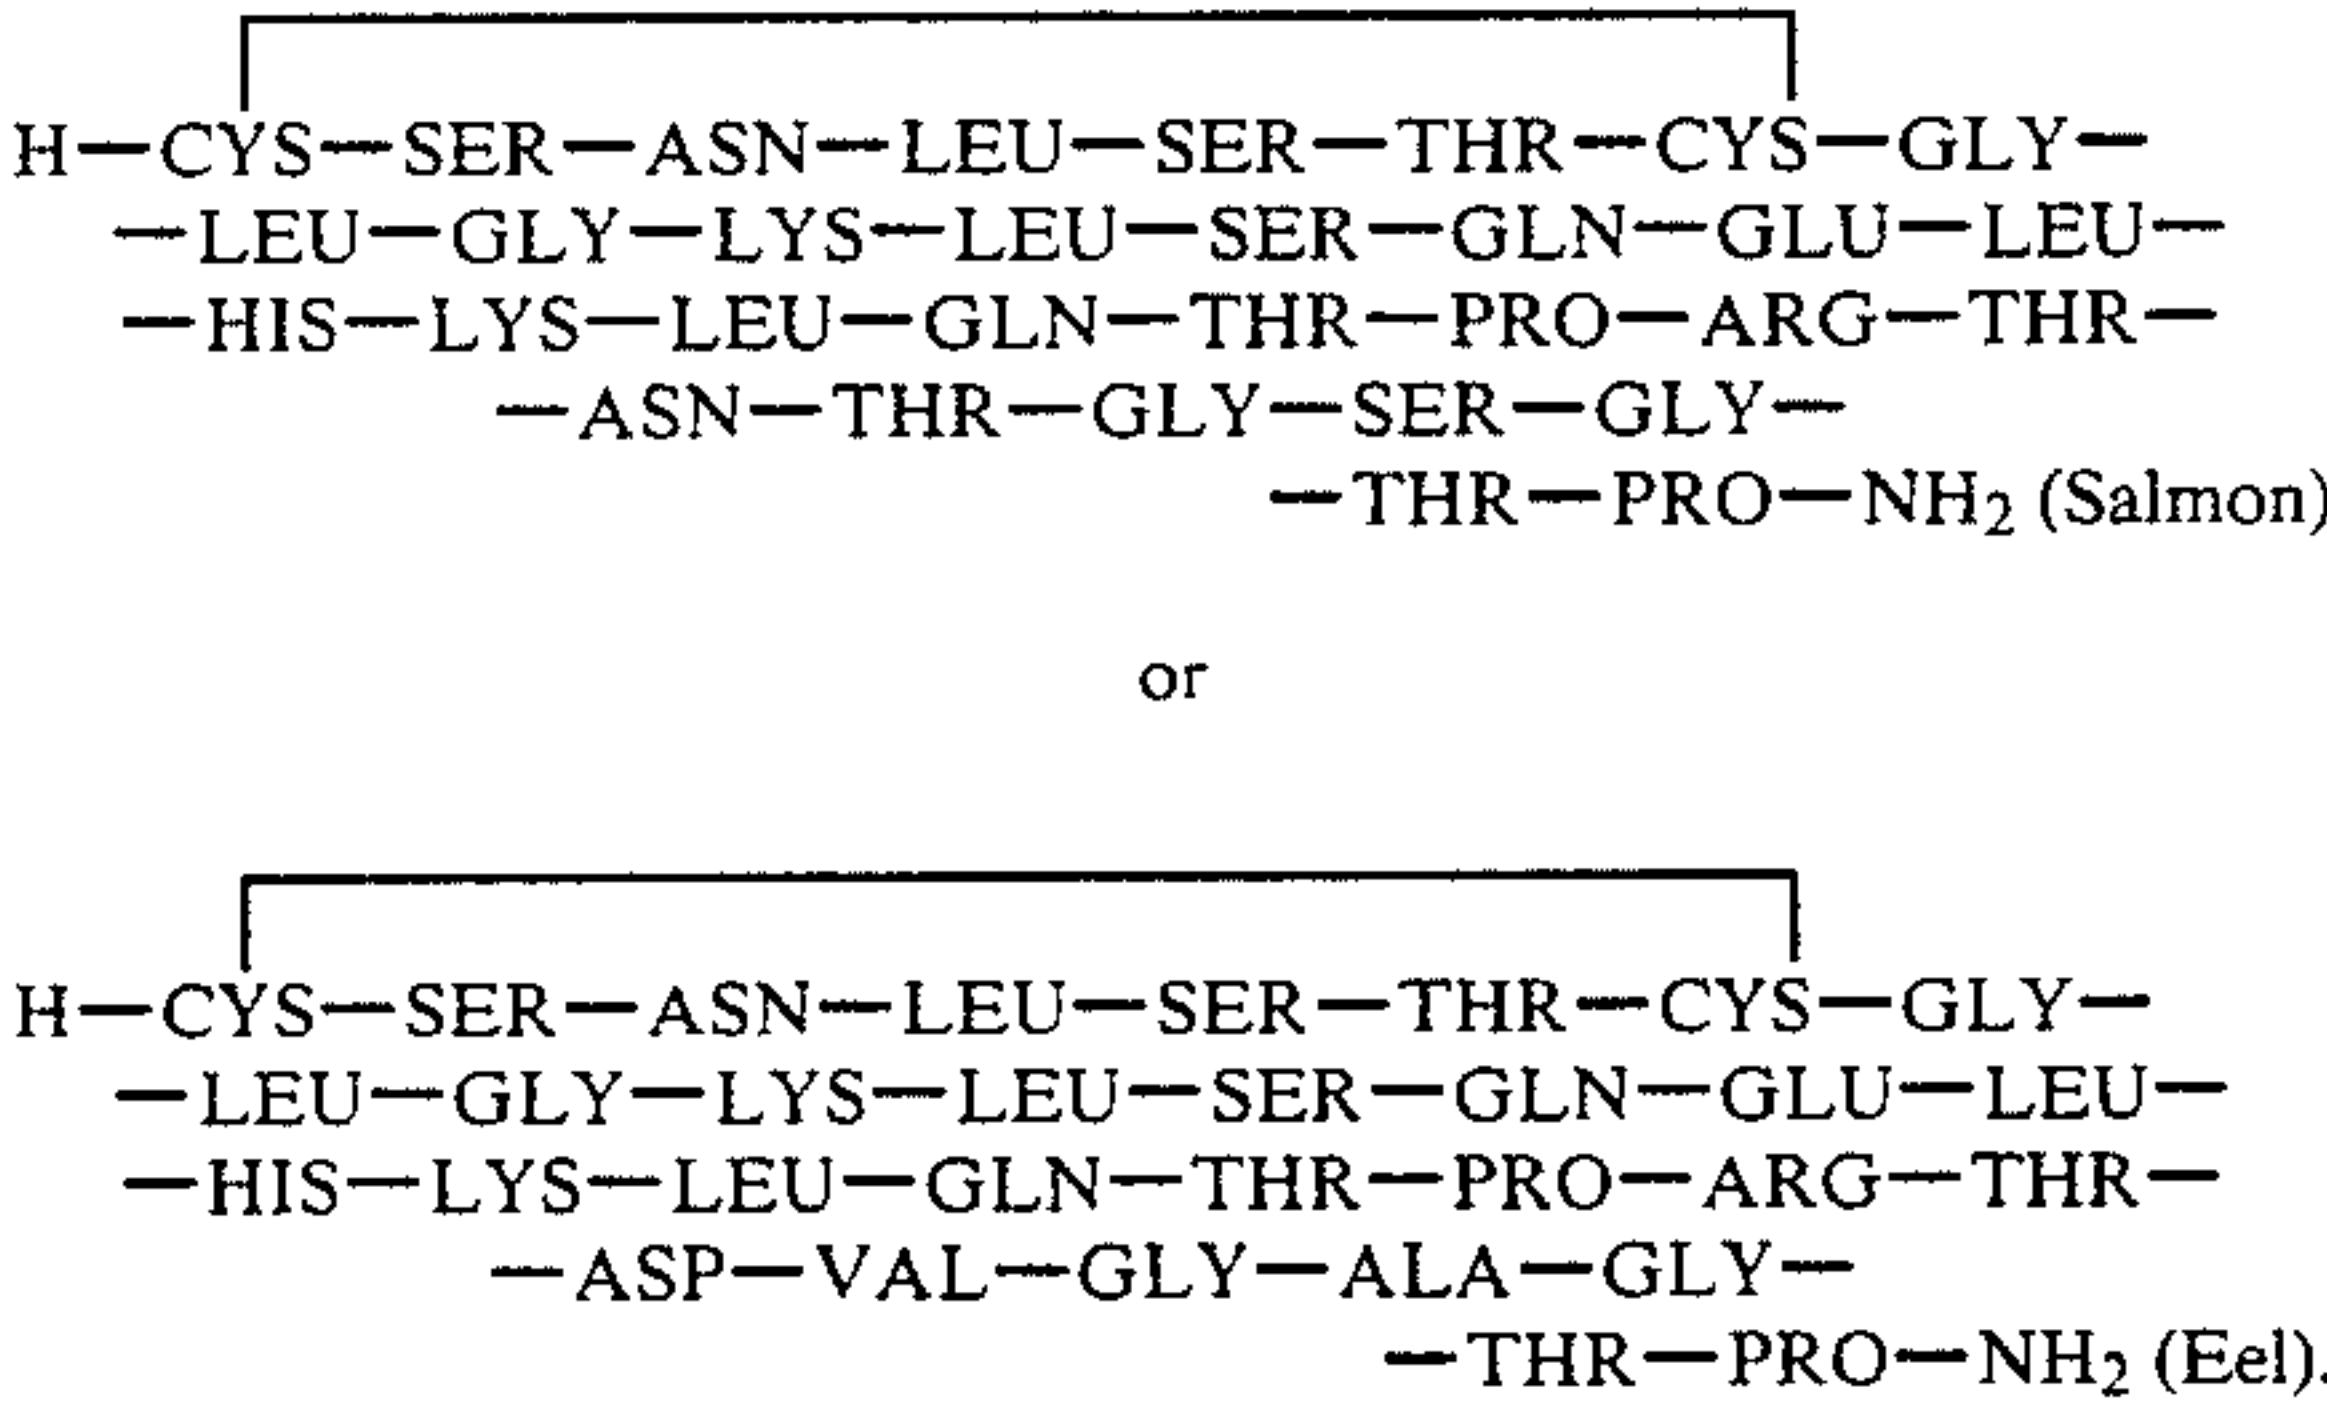 H—CYS—SER—ASN—LEU—SER—THR—CYS—GLY—
—LEU—GLY—LYS—LEU—SER—GLN—GLU—LEU—
—HIS—LYS—LEU—GLN—THR—PRO—ARG—THR—
—ASN—THR—GLY—SER—GLY—
—THR—PRO—NH₂ (Salmon)
or
H—CYS—SER—ASN—LEU—SER—THR—CYS—GLY—
—LEU—GLY—LYS—LEU—SER—GLN—GLU—LEU—
—HIS—LYS—LEU—GLN—THR—PRO—ARG—THR—
—ASP—VAL—GLY—ALA—GLY—
—THR—PRO—NH₂ (Eel).